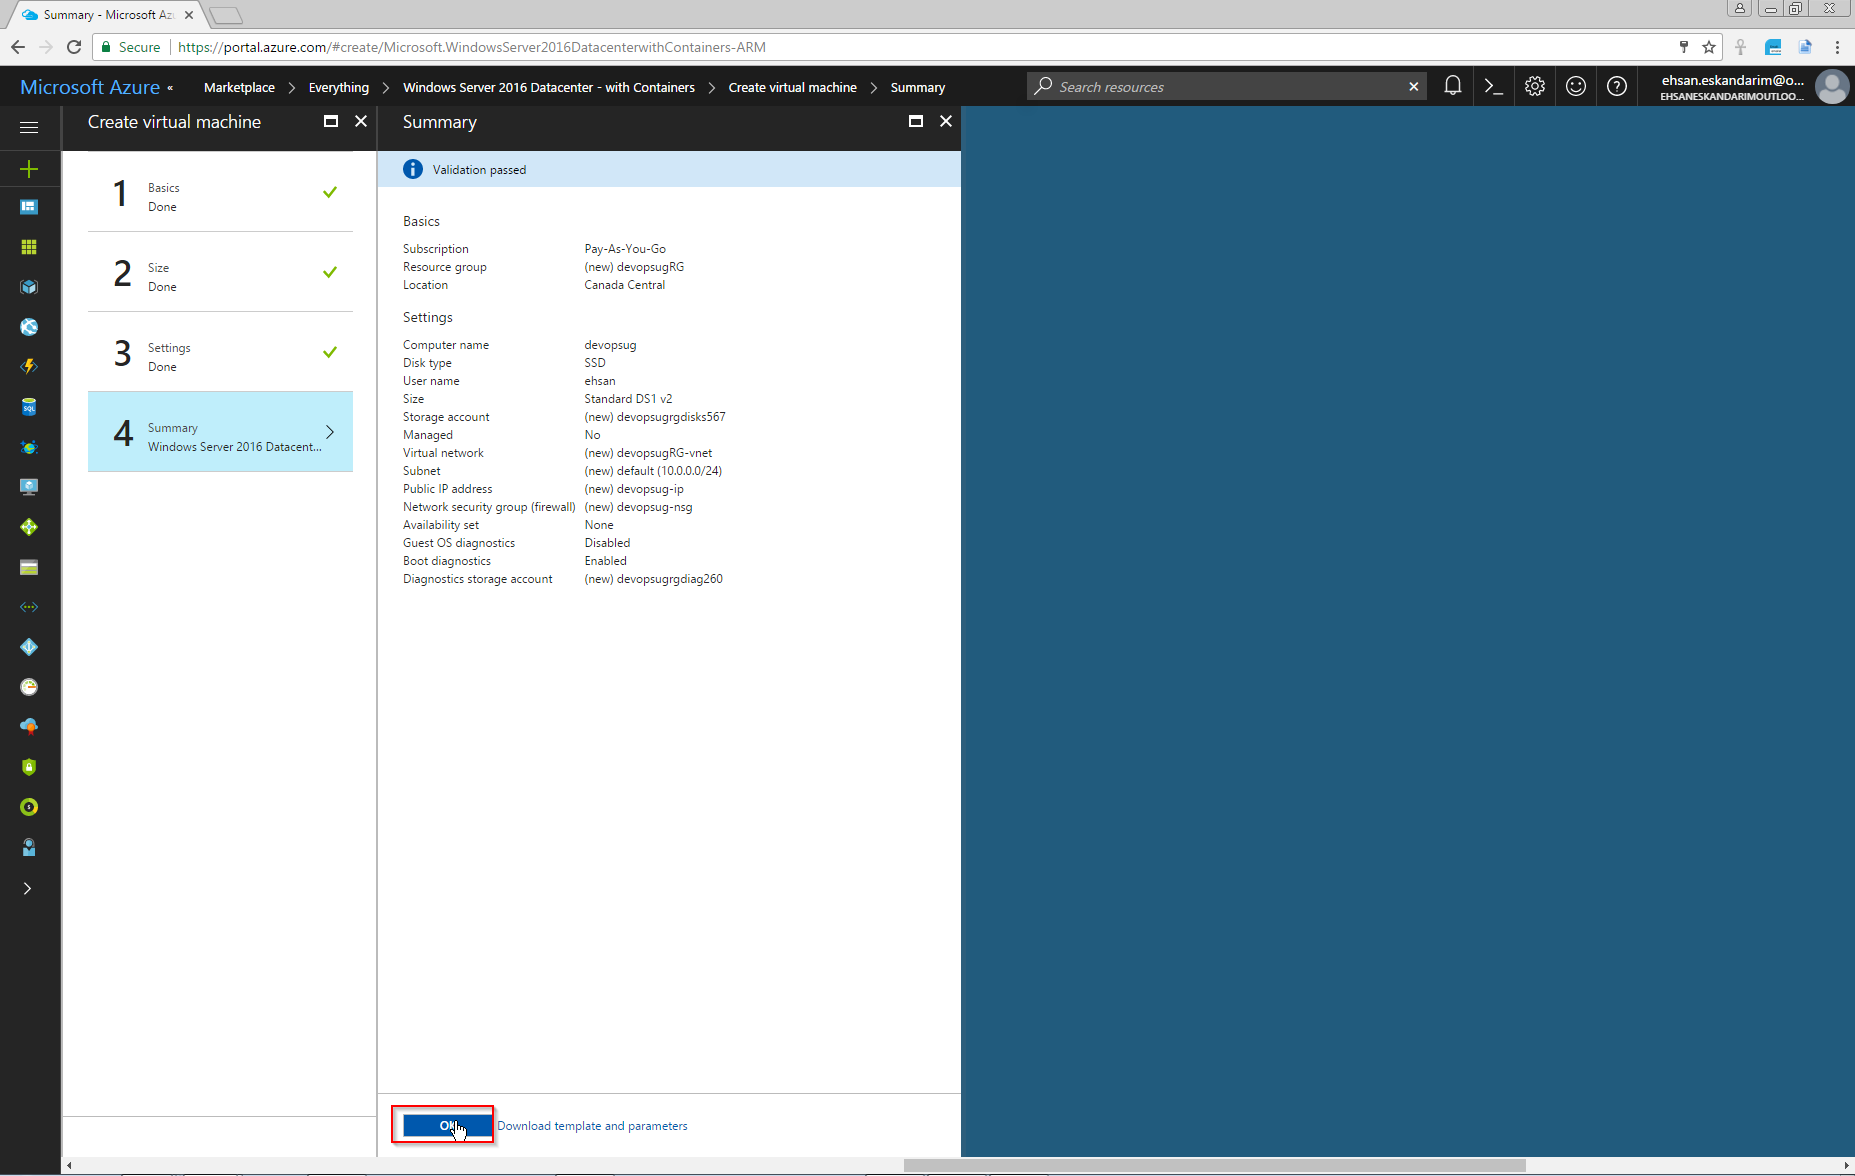 Summary - Microsoft Az
Secure
https://portal.azure.com/#create/Microsoft.WindowsServer2016DatacenterwithContainers-ARM
Microsoft Azure «
Marketplace > Everything > Windows Server 2016 Datacenter - with Containers > Create virtual machine > Summary
Search resources
ehsan.eskandarim@o...
EHSANESKANDARIMOUTLOO...
Create virtual machine
1
Basics
Done
2
Size
Done
3
Settings
Done
4
Summary
Windows Server 2016 Datacent...
Summary
Validation passed
Basics
Subscription Pay-As-You-Go
Resource group (new) devopsugRG
Location Canada Central
Settings
Computer name devopsug
Disk type SSD
User name ehsan
Size Standard DS1 v2
Storage account (new) devopsugrgdisks567
Managed No
Virtual network (new) devopsugRG-vnet
Subnet (new) default (10.0.0.0/24)
Public IP address (new) devopsug-ip
Network security group (firewall) (new) devopsug-nsg
Availability set None
Guest OS diagnostics Disabled
Boot diagnostics Enabled
Diagnostics storage account (new) devopsugrgdiag260
OK Download template and parameters